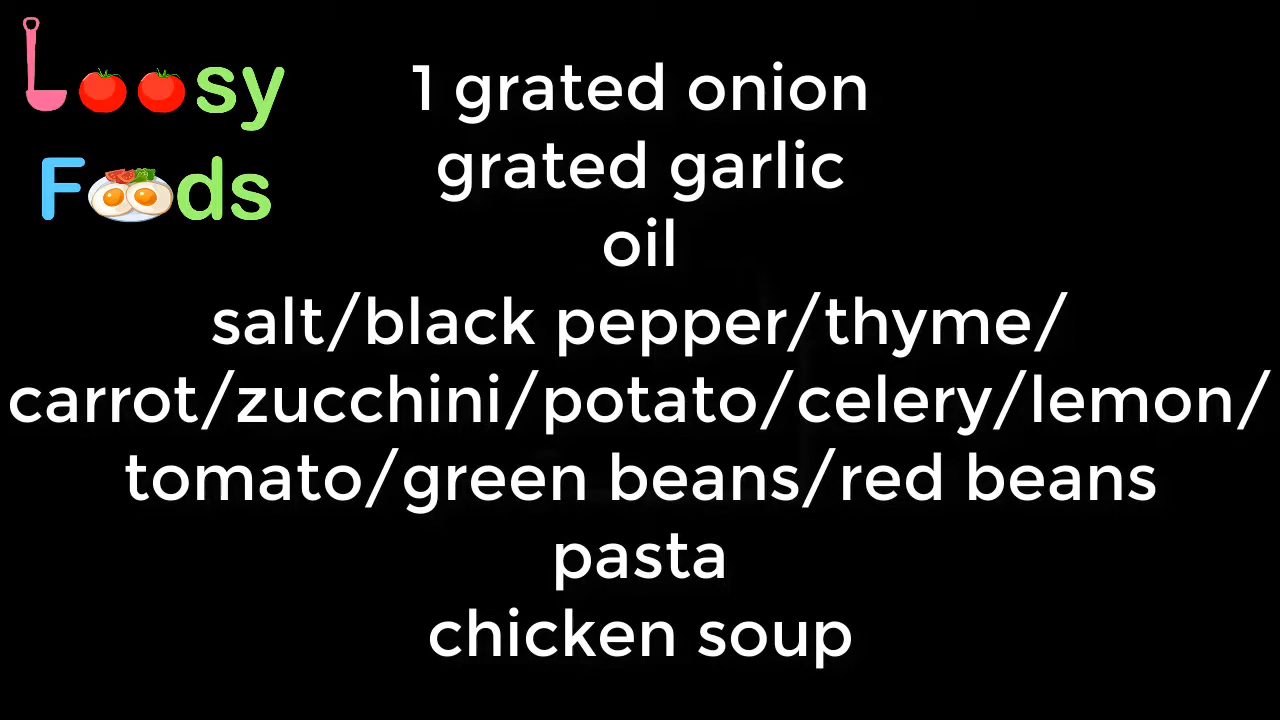 Loosy
Foods
1 grated onion
grated garlic
oil
salt/black pepper/thyme/
carrot/zucchini/potato/celery/lemon/
tomato/green beans/red beans
pasta
chicken soup